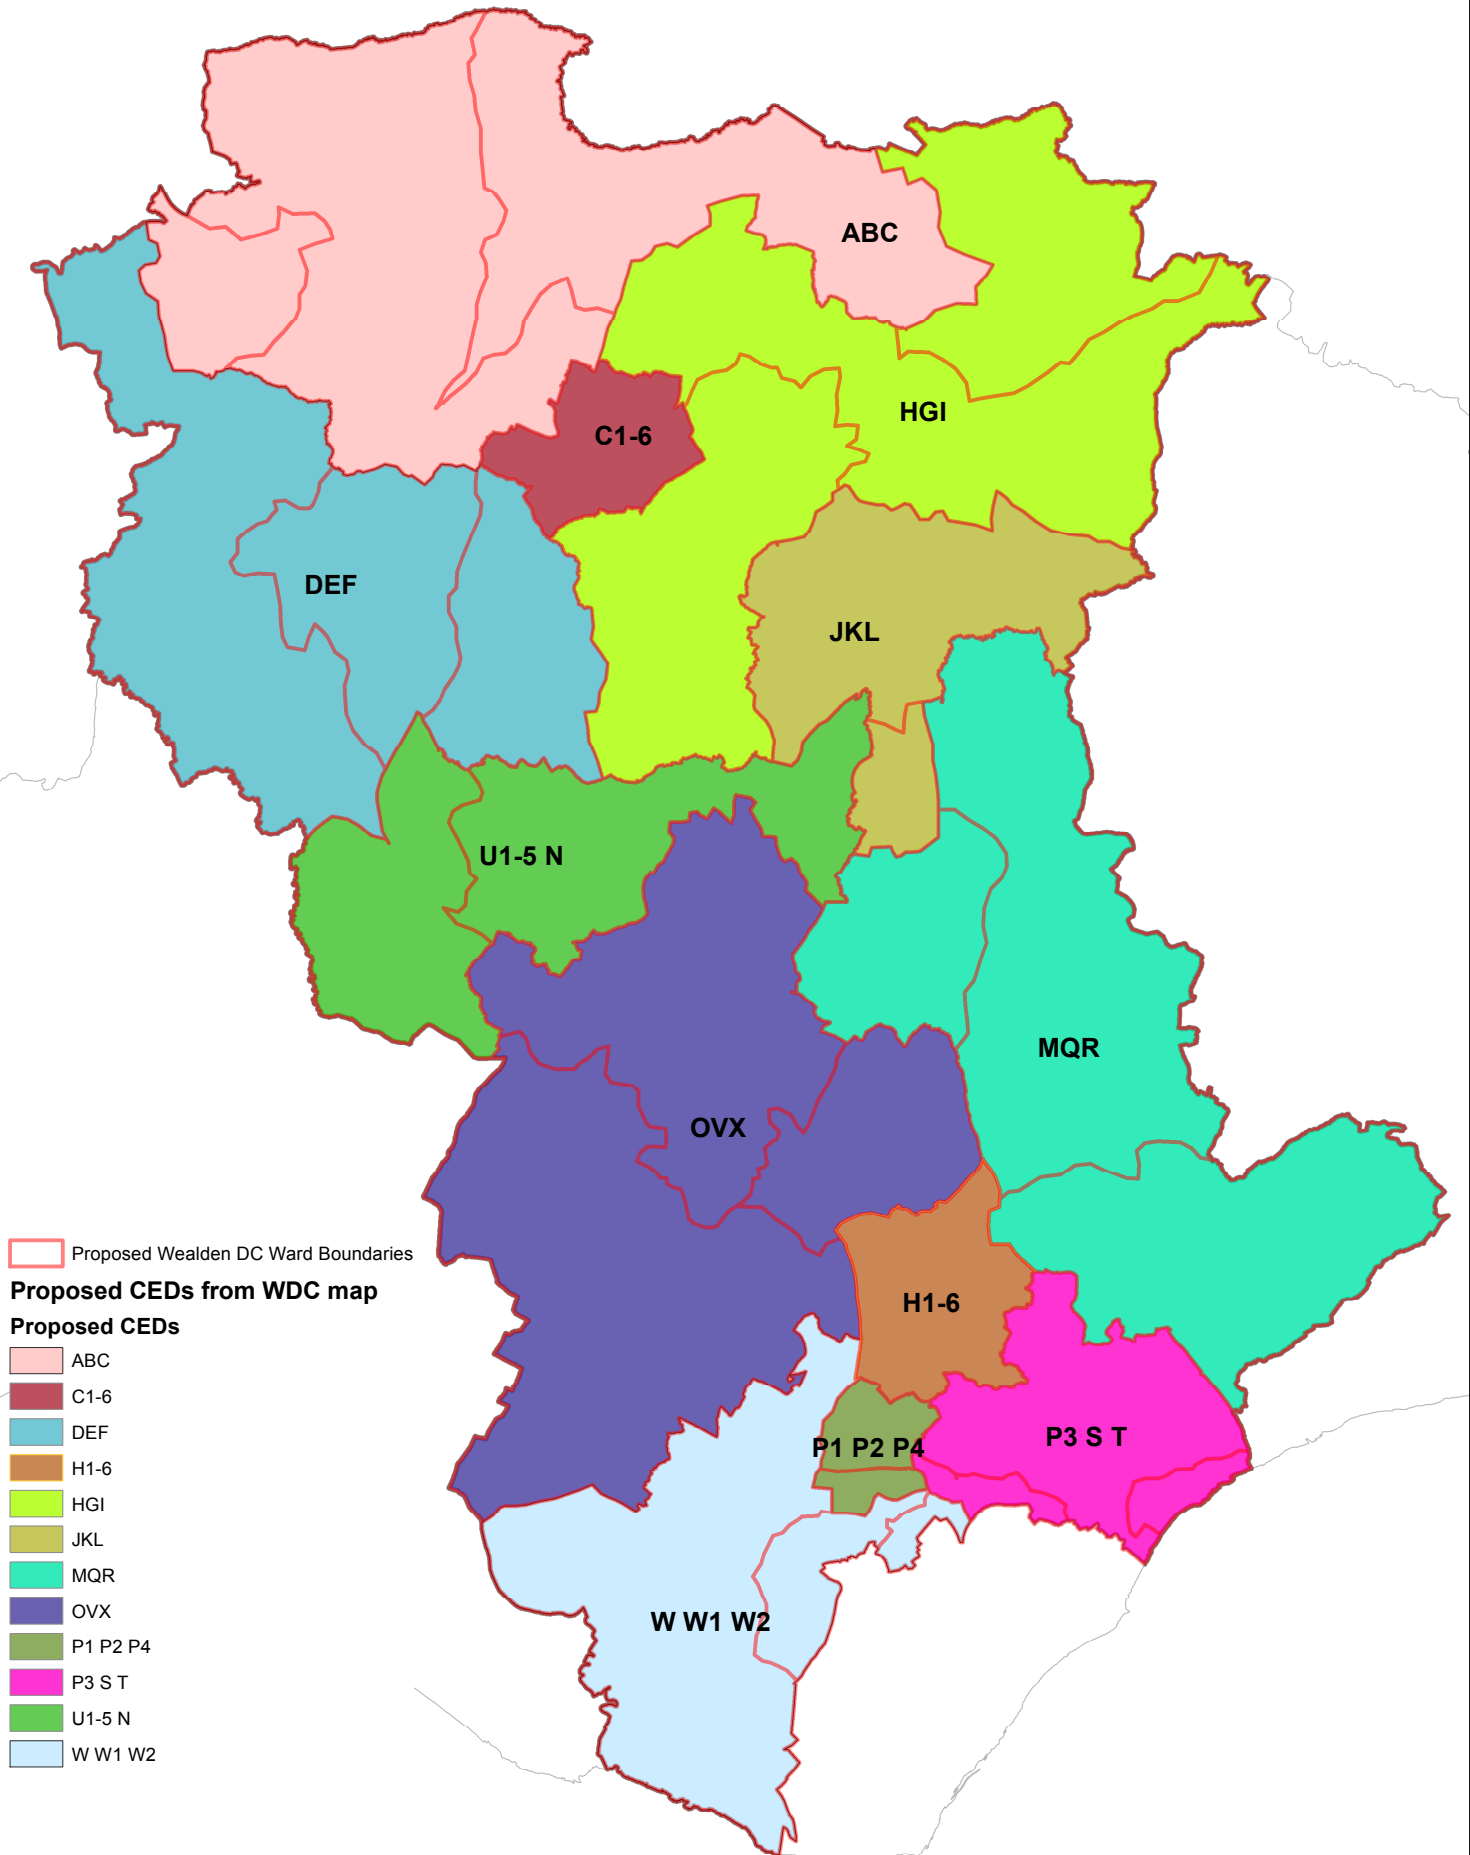 ABC
HGI
C1-6
DEF
JKL
U1-5 N
MQR
OVX
H1-6
P1 P2 P4
P3 S T
W W1 W2
Proposed Wealden DC Ward Boundaries
Proposed CEDs from WDC map
Proposed CEDs
ABC
C1-6
DEF
H1-6
HGI
JKL
MQR
OVX
P1 P2 P4
P3 S T
U1-5 N
W W1 W2